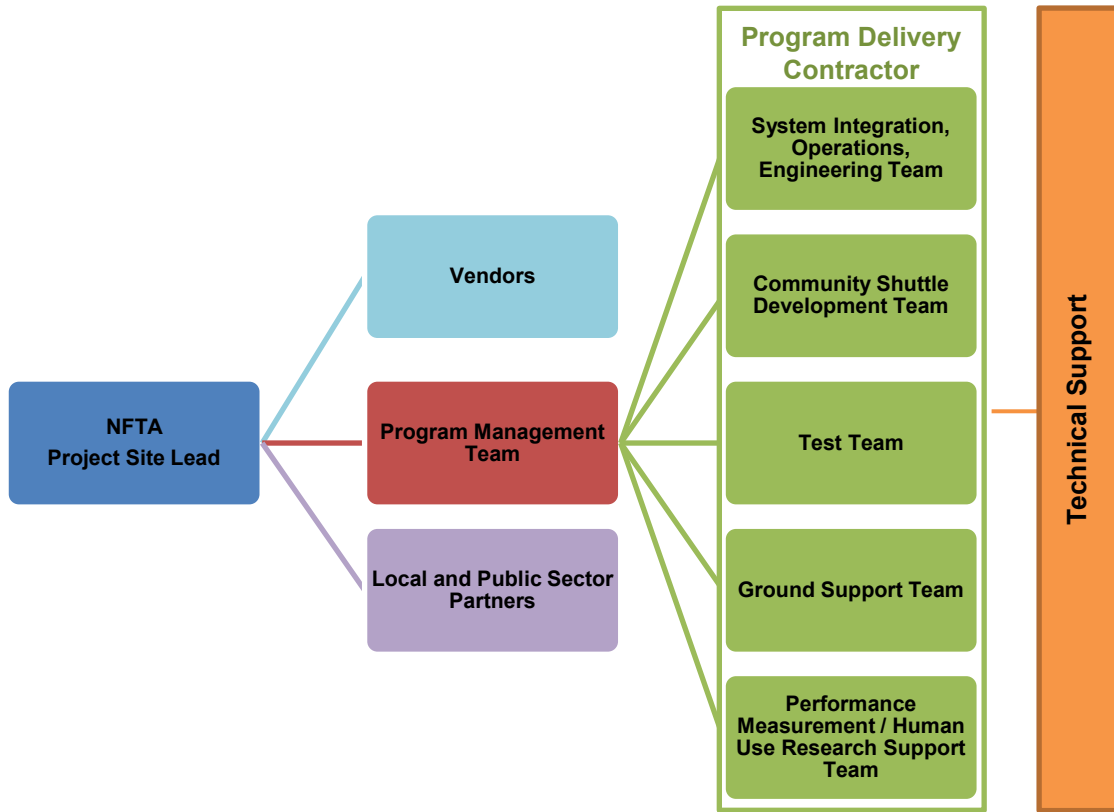 NFTA
Project Site Lead
Vendors
Program Management
Team
Local and Public Sector
Partners
Program Delivery
Contractor
System Integration,
Operations,
Engineering Team
Community Shuttle
Development Team
Test Team
Ground Support Team
Performance
Measurement / Human
Use Research Support
Team
Technical Support